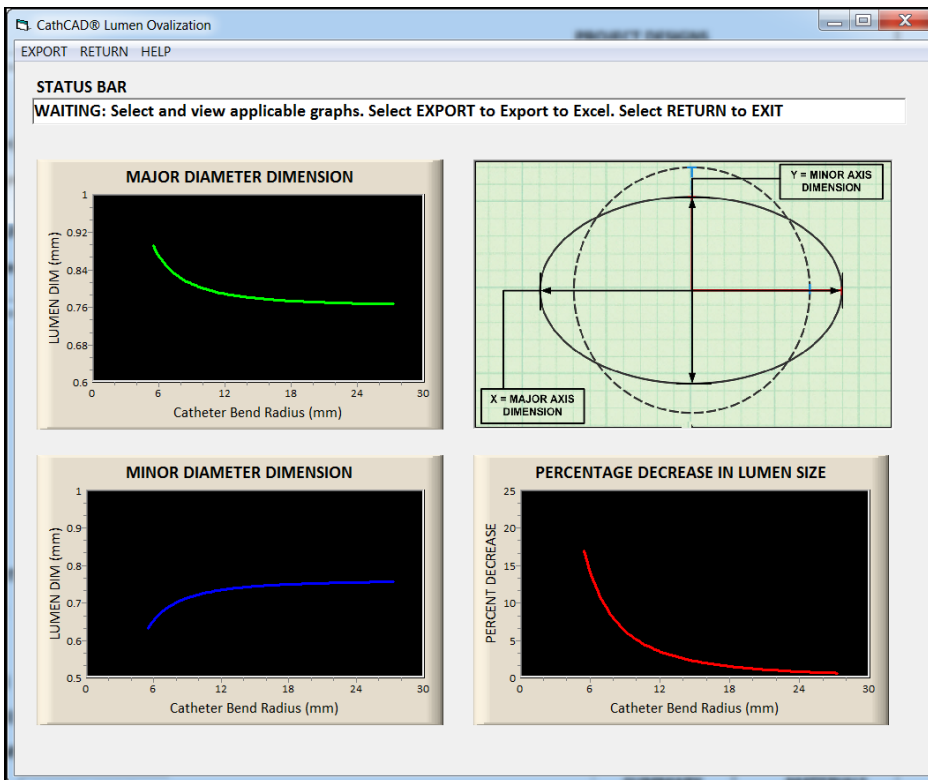 PROJECT DESIGNS
CathCAD® Lumen Ovalization
EXPORT RETURN HELP
STATUS BAR
WAITING: Select and view applicable graphs. Select EXPORT to Export to Excel. Select RETURN to EXIT
MAJOR DIAMETER DIMENSION
LUMEN DIM (mm)
1
0.92
0.84
0.76
0.68
0.6
0 6 12 18 24 30
Catheter Bend Radius (mm)
Y = MINOR AXIS
DIMENSION
X = MAJOR AXIS
DIMENSION
MINOR DIAMETER DIMENSION
LUMEN DIM (mm)
1
0.9
0.8
0.7
0.6
0.5
0 6 12 18 24 30
Catheter Bend Radius (mm)
PERCENTAGE DECREASE IN LUMEN SIZE
PERCENT DECREASE
25
20
15
10
5
0
0 6 12 18 24 30
Catheter Bend Radius (mm)